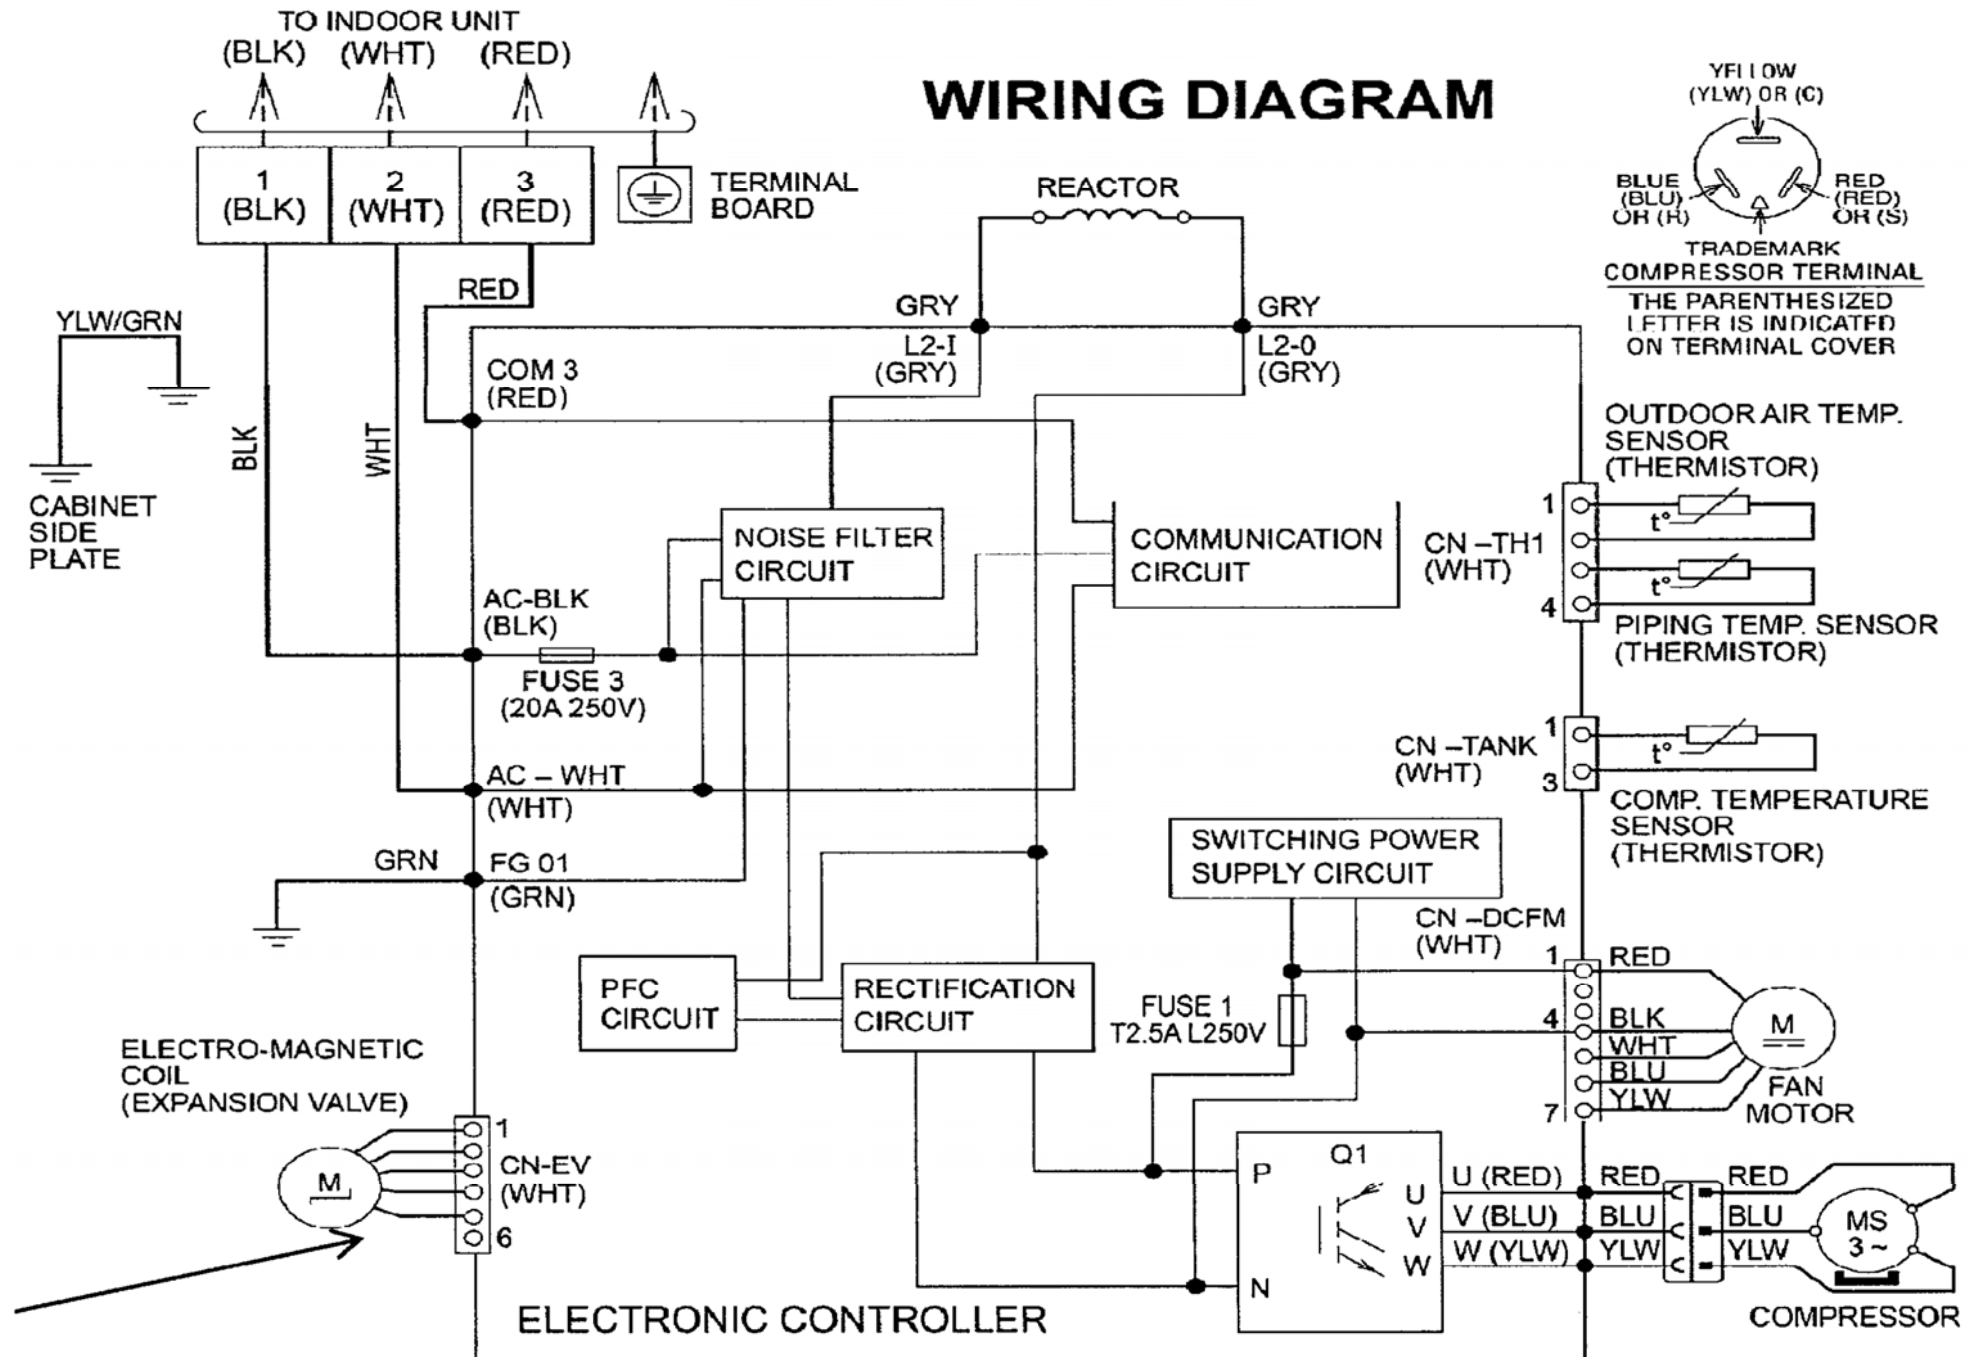 TO INDOOR UNIT
(BLK) (WHT) (RED)
WIRING DIAGRAM
1 2 3
(BLK) (WHT) (RED)
TERMINAL
BOARD
YELLOW
(YLW) OR (C)
BLUE
(BLU)
OR (R)
RED
(RED)
OR (S)
TRADEMARK
COMPRESSOR TERMINAL
THE PARENTHESIZED
LETTER IS INDICATED
ON TERMINAL COVER
REACTOR
RED
GRY
GRY
L2-I
(GRY)
L2-0
(GRY)
YLW/GRN
CABINET
SIDE
PLATE
BLK
WHT
COM 3
(RED)
NOISE FILTER
CIRCUIT
COMMUNICATION
CIRCUIT
OUTDOOR AIR TEMP.
SENSOR
(THERMISTOR)
1
t°
CN –TH1
(WHT)
t°
4
PIPING TEMP. SENSOR
(THERMISTOR)
AC-BLK
(BLK)
FUSE 3
(20A 250V)
AC – WHT
(WHT)
CN –TANK
(WHT)
1
t°
3
COMP. TEMPERATURE
SENSOR
(THERMISTOR)
GRN
FG 01
(GRN)
SWITCHING POWER
SUPPLY CIRCUIT
CN –DCFM
(WHT)
PFC
CIRCUIT
RECTIFICATION
CIRCUIT
FUSE 1
T2.5A L250V
1 RED
4 BLK
WHT
BLU
7 YLW
M
FAN
MOTOR
ELECTRO-MAGNETIC
COIL
(EXPANSION VALVE)
M
1
CN-EV
(WHT)
6
Q1
P
N
U
V
W
U (RED) RED RED
V (BLU) BLU BLU
W (YLW) YLW YLW
MS
3 ~
COMPRESSOR
ELECTRONIC CONTROLLER